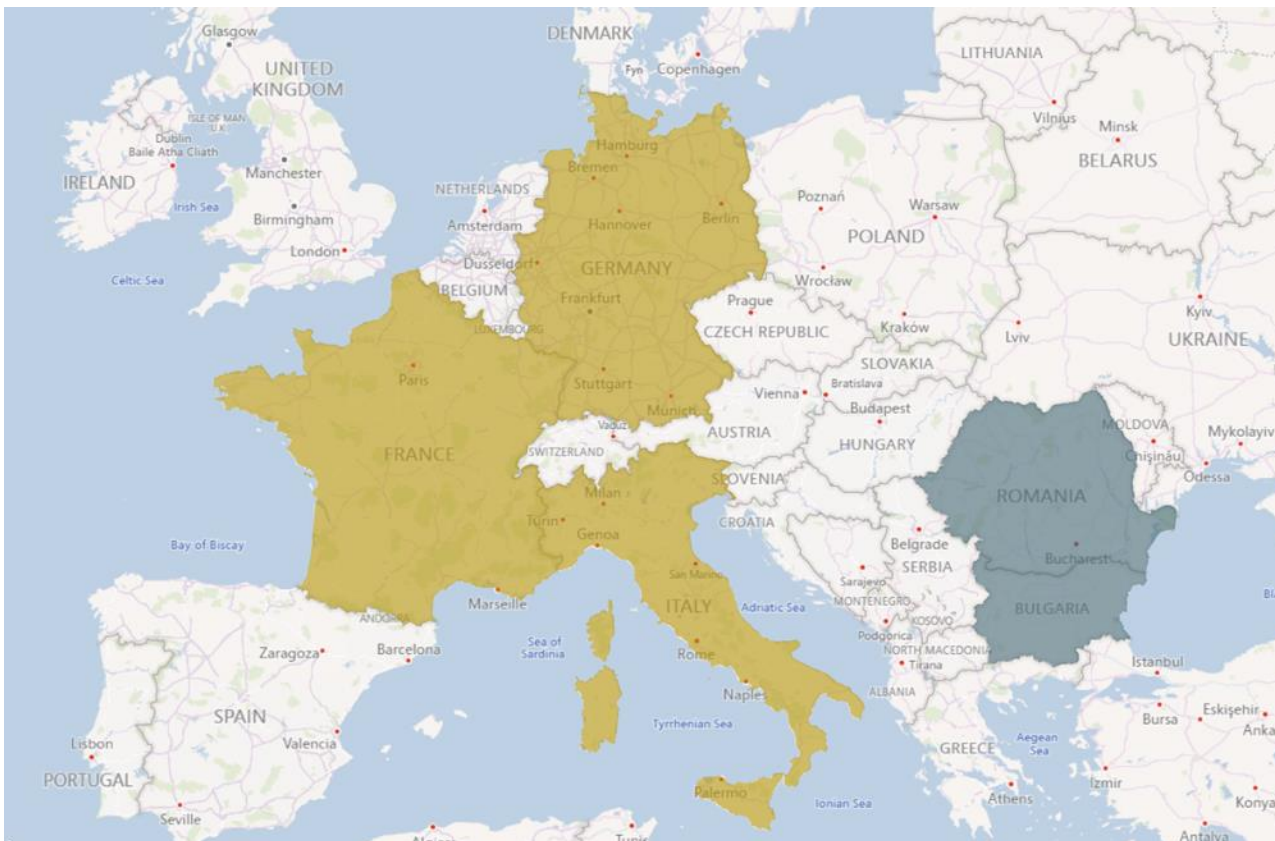 Glasgow
DENMARK
LITHUANIA
UNITED
KINGDOM
Fyn
Copenhagen
Vilnius
Minsk
ISLE OF MAN
U.K.
Dublin
Baile Atha Cliath
Hamburg
BELARUS
IRELAND
Manchester
Bremen
NETHERLANDS
Poznań
Warsaw
Irish Sea
Birmingham
Amsterdam
Hannover
Berlin
POLAND
London
Dusseldorf
GERMANY
Wrocław
Celtic Sea
BELGIUM
Frankfurt
Prague
Kyiv
LUXEMBOURG
CZECH REPUBLIC
Kraków
Lviv
UKRAINE
SLOVAKIA
Paris
Stuttgart
Vienna
Bratislava
Munich
Budapest
Vaduz
AUSTRIA
MOLDOVA
Mykolayiv
FRANCE
SWITZERLAND
HUNGARY
Chişinău
SLOVENIA
Odessa
Milan
ROMANIA
Turin
CROATIA
Genoa
Belgrade
Bay of Biscay
Bucharest
SERBIA
San Marino
Sarajevo
Marseille
MONTENEGRO
ITALY
Adriatic Sea
BULGARIA
ANDORRA
KOSOVO
Podgorica
Sea of
Sardinia
Zaragoza
Barcelona
Rome
NORTH MACEDONIA
Tirana
Istanbul
Naples
ALBANIA
Bursa
Eskişehir
SPAIN
Tyrrhenian Sea
Anka
Lisbon
Valencia
GREECE
Aegean
Sea
PORTUGAL
Izmir
Palermo
Athens
Ionian Sea
Konya
Seville
Antalya
Tunis